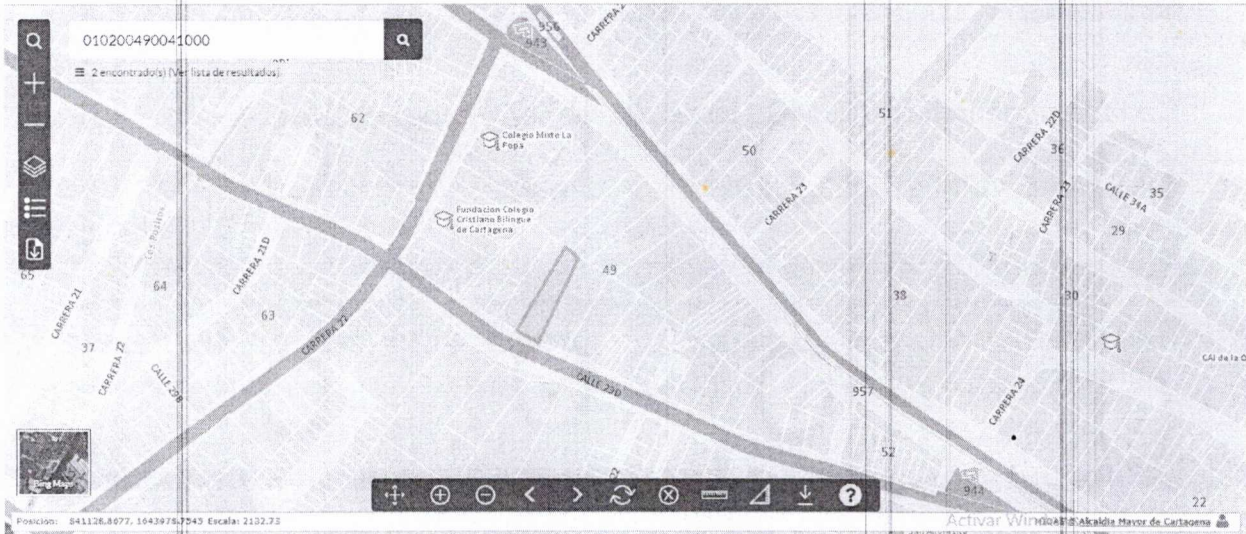 010200490041000
2 encontrado(s) [Ver lista de resultados]
956
943
CARRERA 2
62
51
Colegio Mixto La
Popa
50
CARRERA 22D
36
CARRERA 23
CARRERA 23
CALLE 34A
35
29
Fundacion Colegio
Cristiano Bilingue
de Cartagena
CARRERA 21D
49
65
64
63
38
30
CARRERA 21
37
CARRERA 22
CARRERA 22
CALLE 29B
CALLE 29D
957
CARRERA 24
CAI de la O
52
944
22
Bing Maps
?
Posición: 841128.8677, 1643978.7545 Escala: 2132.73
Activar Win
Alcaldía Mayor de Cartagena